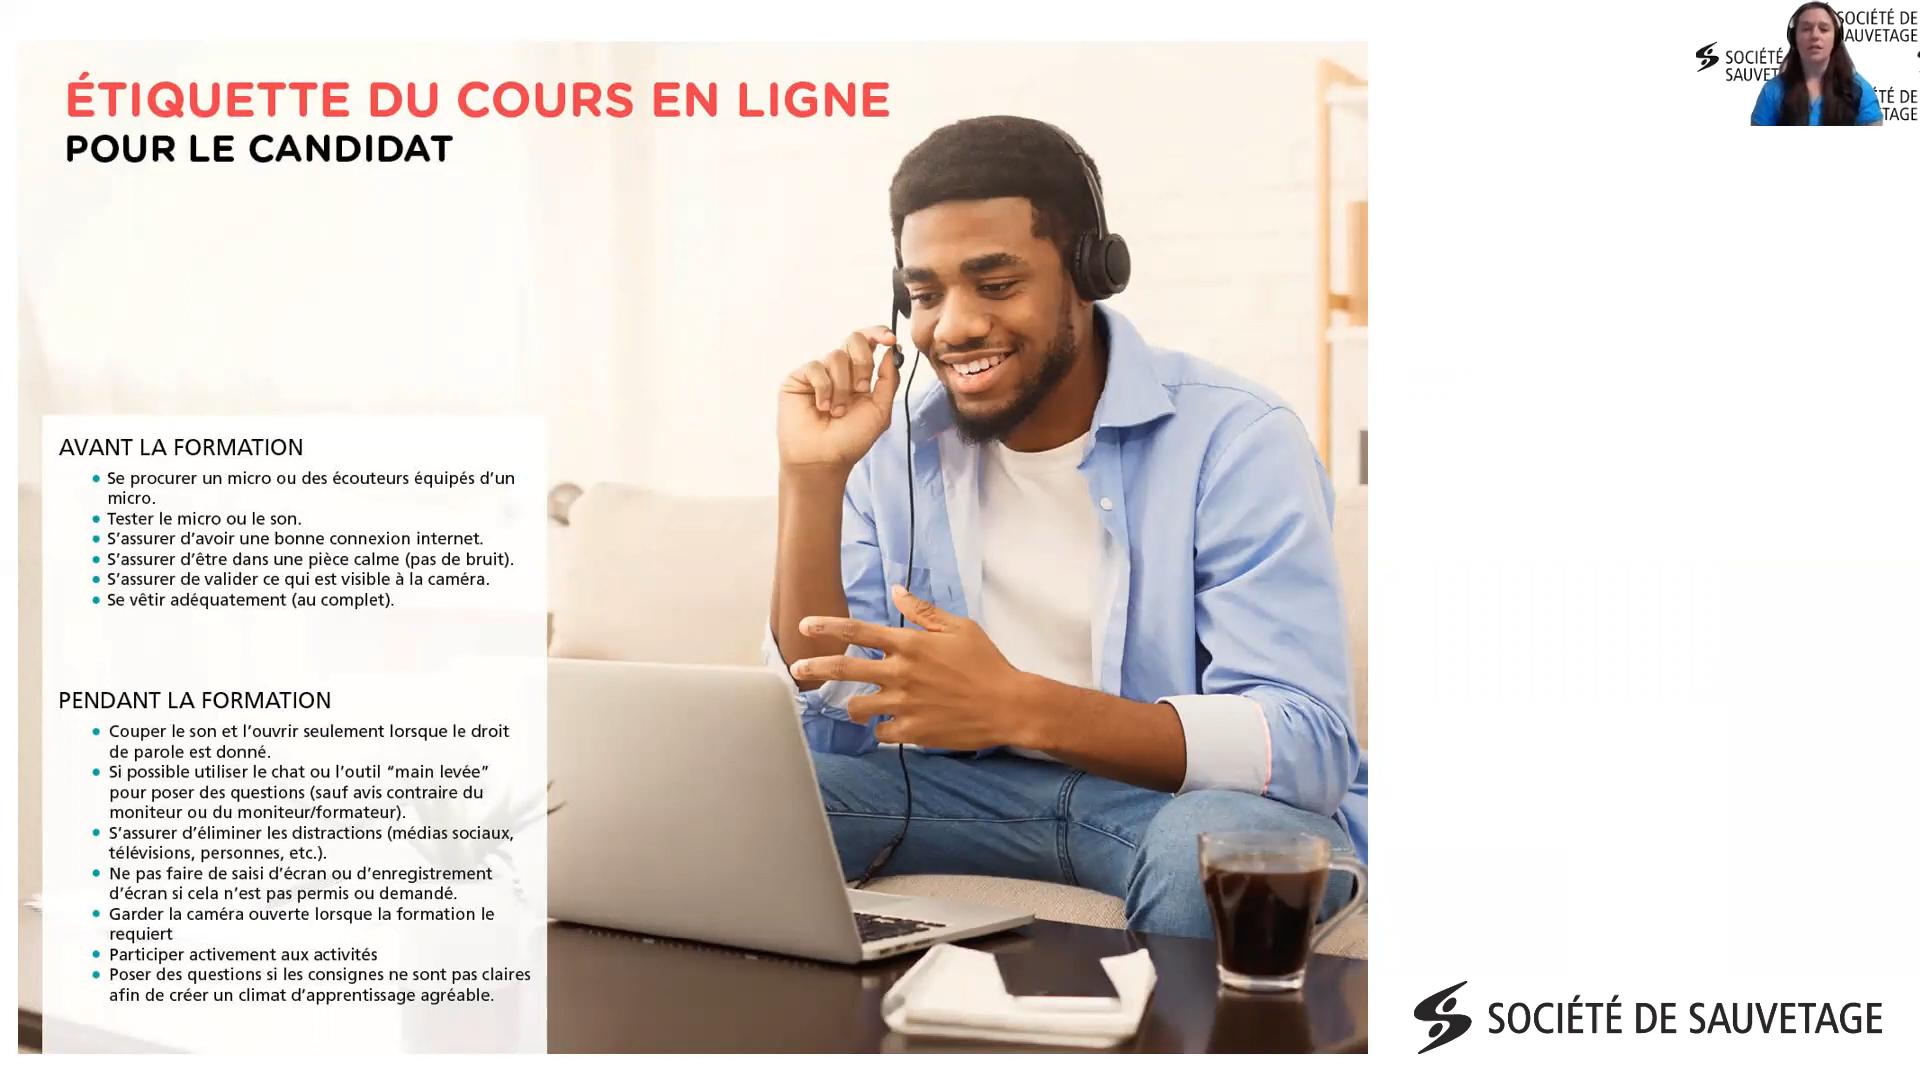 ÉTIQUETTE DU COURS EN LIGNE
POUR LE CANDIDAT
AVANT LA FORMATION
• Se procurer un micro ou des écouteurs équipés d’un
micro.
• Tester le micro ou le son.
• S’assurer d’avoir une bonne connexion internet.
• S’assurer d’être dans une pièce calme (pas de bruit).
• S’assurer de valider ce qui est visible à la caméra.
• Se vêtir adéquatement (au complet).
PENDANT LA FORMATION
• Couper le son et l’ouvrir seulement lorsque le droit
de parole est donné.
• Si possible utiliser le chat ou l’outil “main levée”
pour poser des questions (sauf avis contraire du
moniteur ou du moniteur/formateur).
• S’assurer d’éliminer les distractions (médias sociaux,
télévisions, personnes, etc.).
• Ne pas faire de saisi d’écran ou d’enregistrement
d’écran si cela n’est pas permis ou demandé.
• Garder la caméra ouverte lorsque la formation le
requiert
• Participer activement aux activités
• Poser des questions si les consignes ne sont pas claires
afin de créer un climat d’apprentissage agréable.
SOCIÉTÉ DE
SOCIÉTÉ
SOCIÉTÉ DE SAUVETAGE